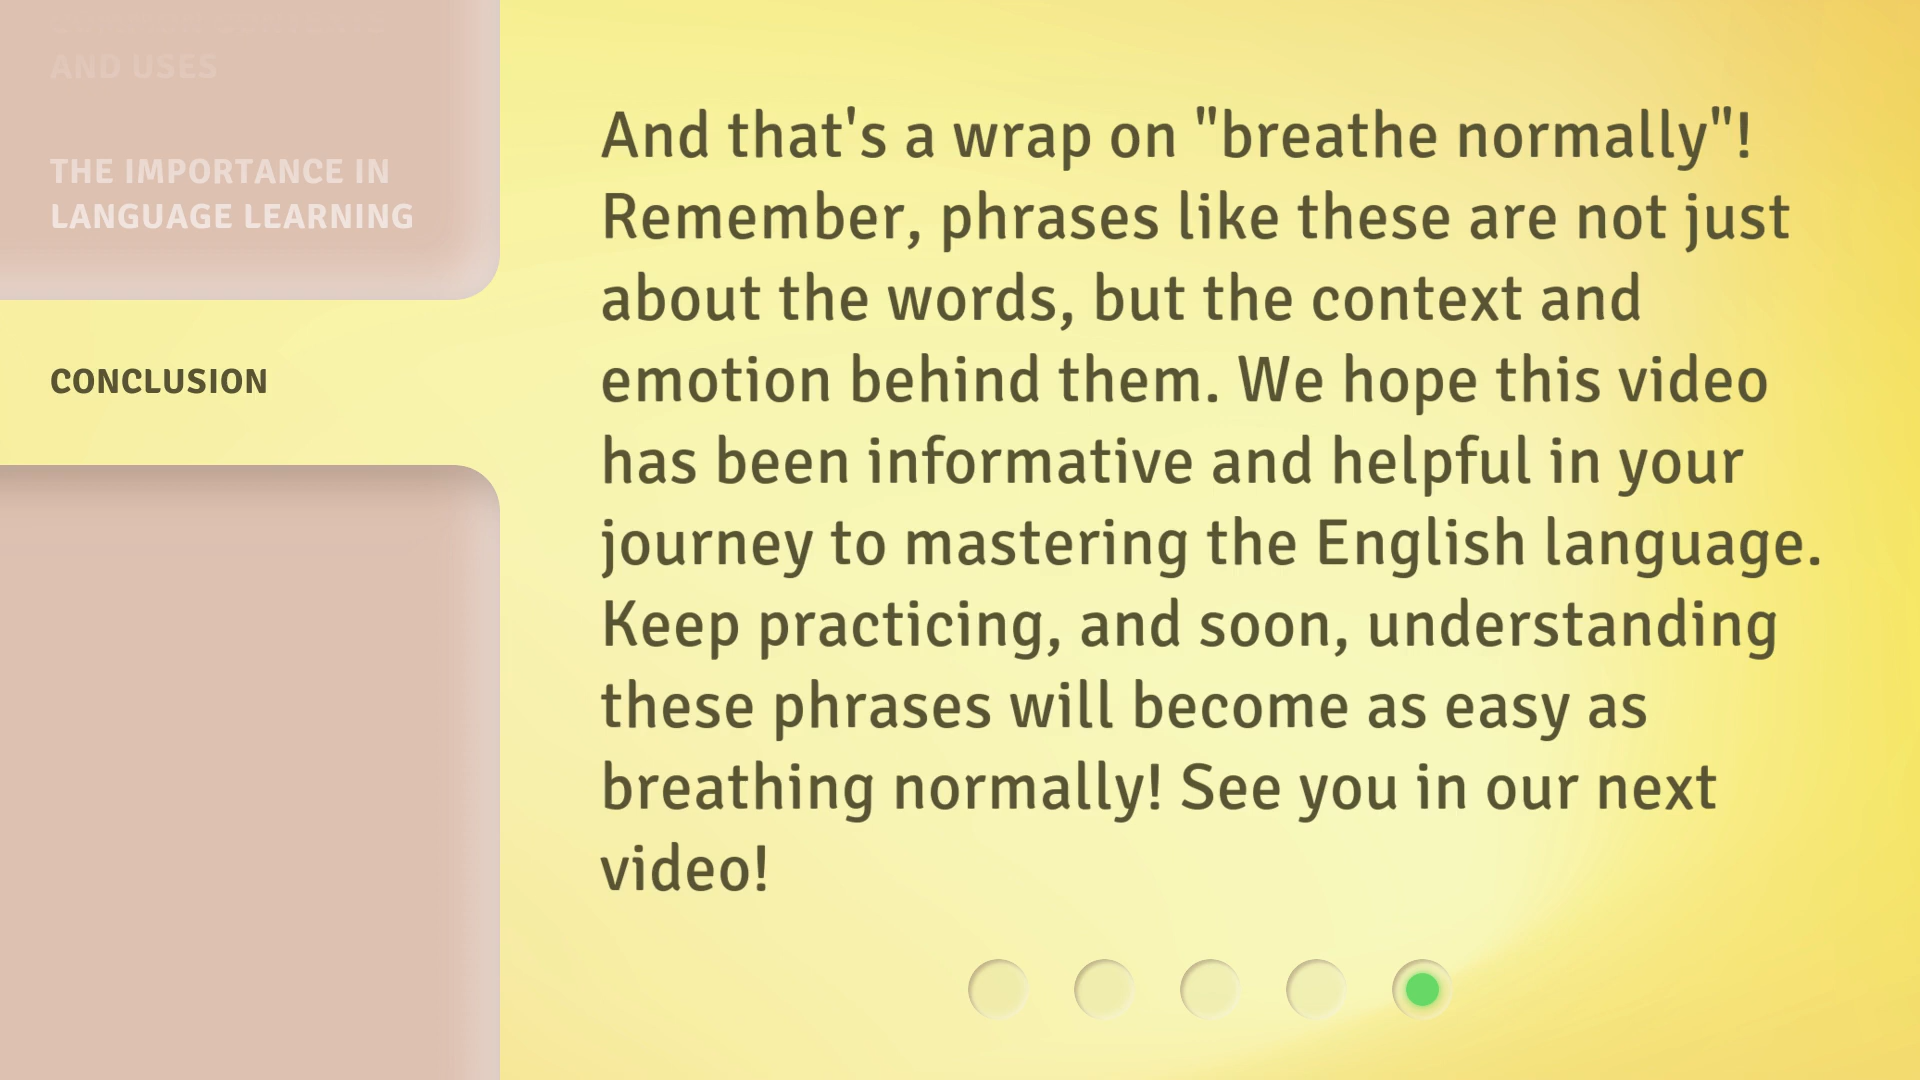 AND USES
THE IMPORTANCE IN
LANGUAGE LEARNING
CONCLUSION
And that's a wrap on "breathe normally"!
Remember, phrases like these are not just
about the words, but the context and
emotion behind them. We hope this video
has been informative and helpful in your
journey to mastering the English language.
Keep practicing, and soon, understanding
these phrases will become as easy as
breathing normally! See you in our next
video!